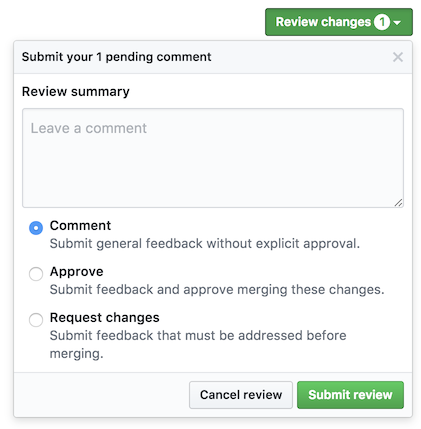 Review changes 1
Submit your 1 pending comment
Review summary
Leave a comment
Comment
Submit general feedback without explicit approval.
Approve
Submit feedback and approve merging these changes.
Request changes
Submit feedback that must be addressed before
merging.
Cancel review Submit review